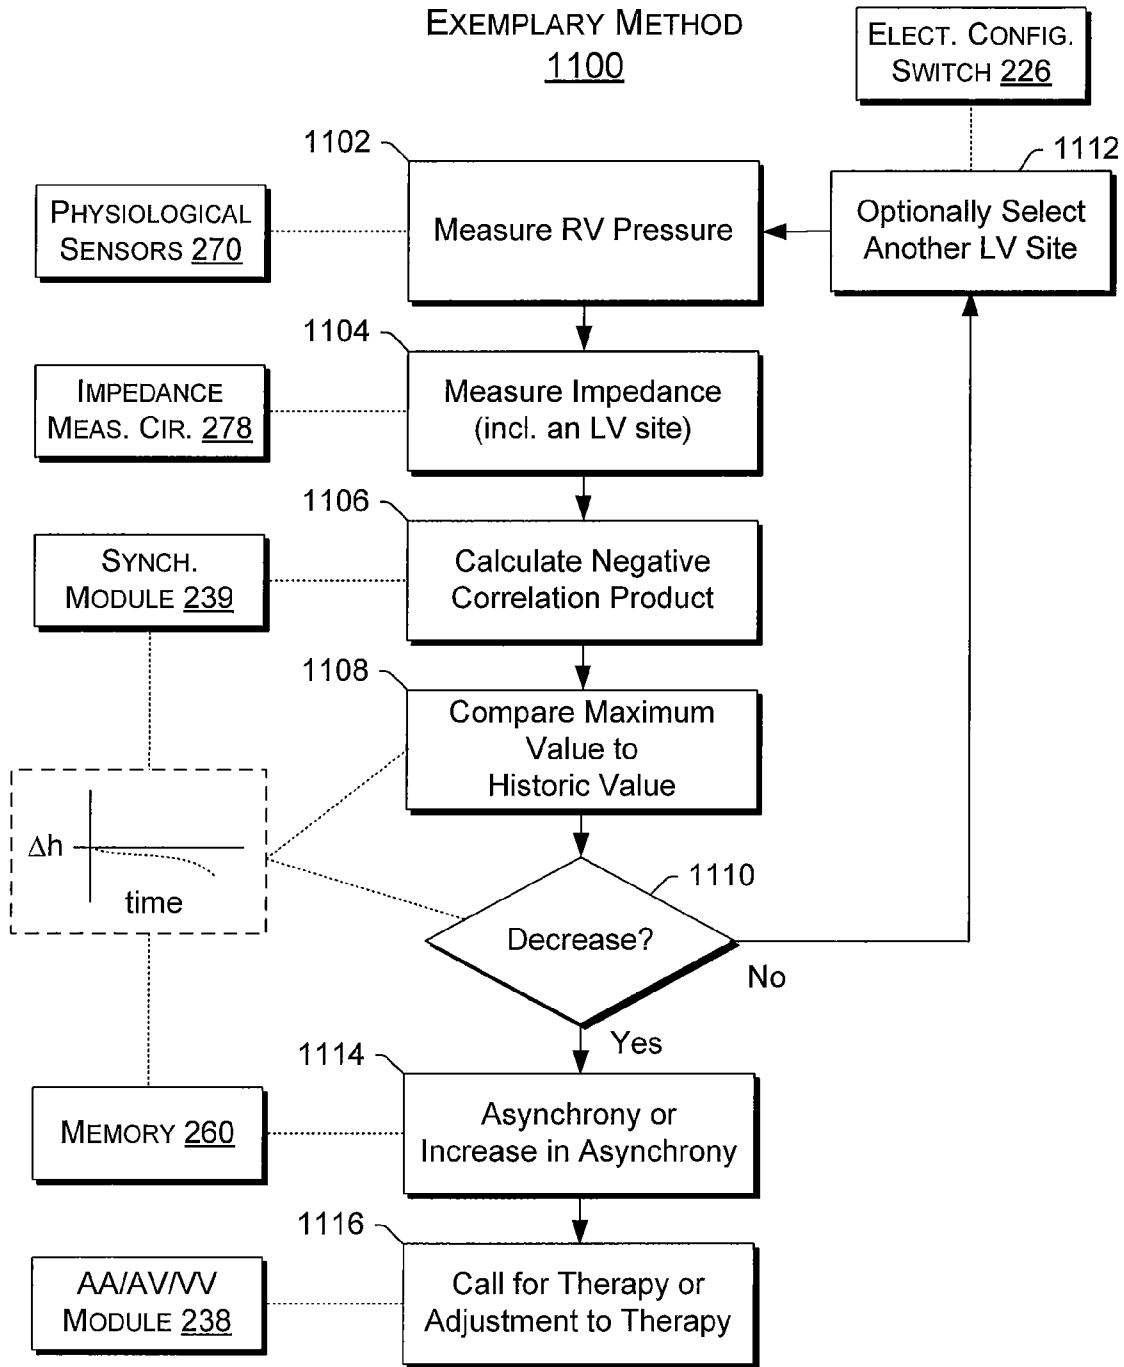 EXEMPLARY METHOD
1100
ELECT. CONFIG.
SWITCH 226
1102
1112
PHYSIOLOGICAL
SENSORS 270
Measure RV Pressure
Optionally Select
Another LV Site
1104
IMPEDANCE
MEAS. CIR. 278
Measure Impedance
(incl. an LV site)
1106
SYNCH.
MODULE 239
Calculate Negative
Correlation Product
1108
Compare Maximum
Value to
Historic Value
Δh
time
1110
Decrease?
No
Yes
1114
MEMORY 260
Asynchrony or
Increase in Asynchrony
1116
AA/AV/VV
MODULE 238
Call for Therapy or
Adjustment to Therapy